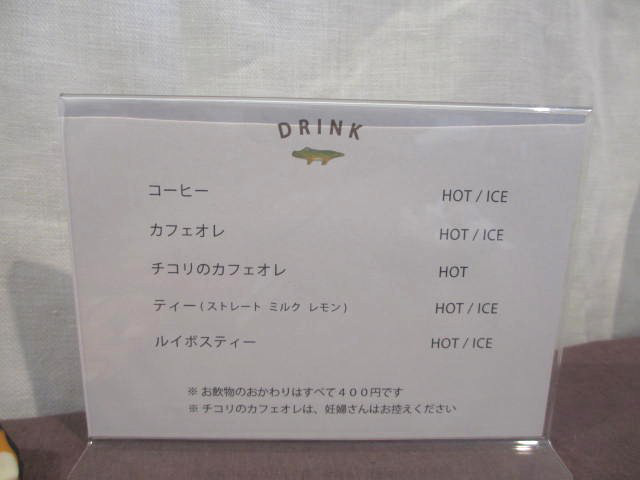 DRINK
コーヒー HOT / ICE
カフェオレ HOT / ICE
チコリのカフェオレ HOT
ティー(ストレート ミルク レモン) HOT / ICE
ルイボスティー HOT / ICE
※ お飲物のおかわりはすべて４００円です
※ チコリのカフェオレは、妊婦さんはお控えください